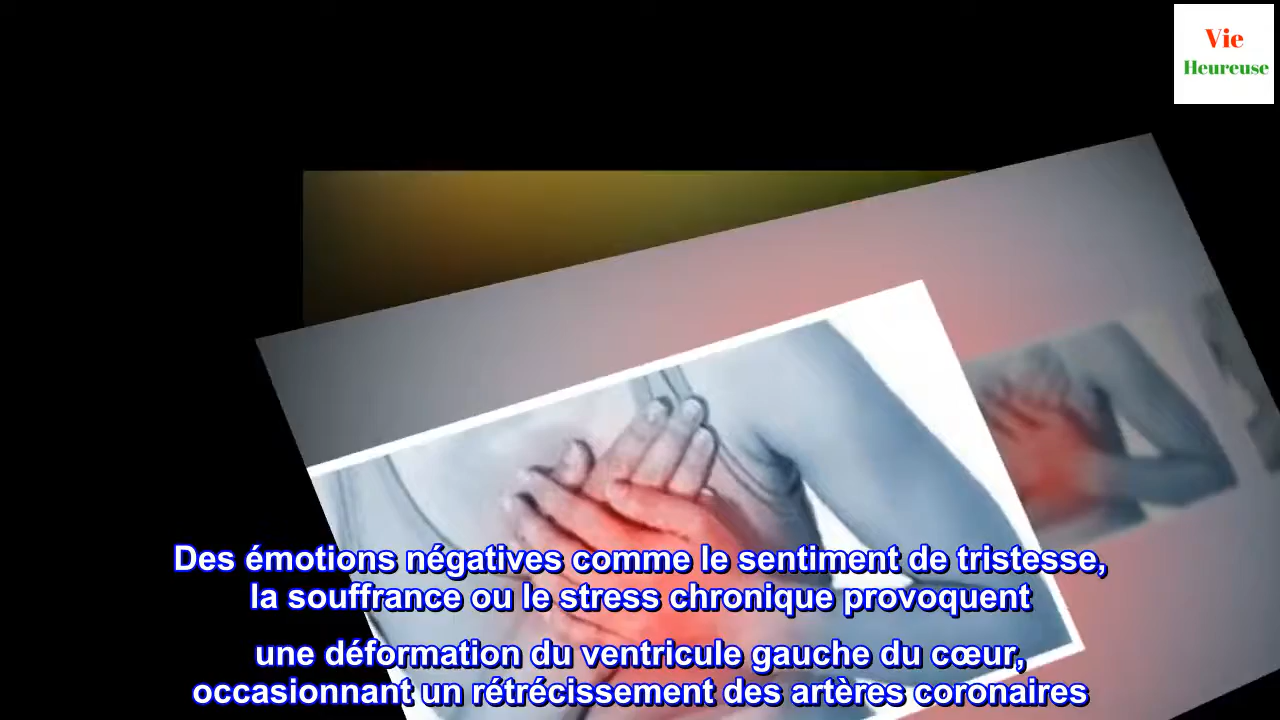 Vie
Heureuse
Des émotions négatives comme le sentiment de tristesse,
la souffrance ou le stress chronique provoquent
une déformation du ventricule gauche du cœur,
occasionnant un rétrécissement des artères coronaires